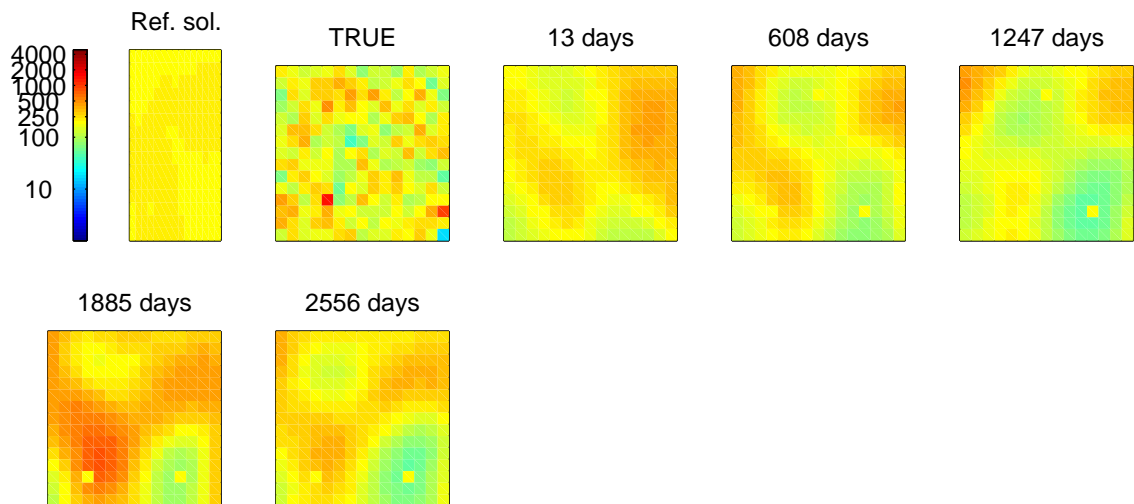 Ref. sol.
TRUE
13 days
608 days
1247 days
4000
2000
1000
500
250
100
10
1885 days
2556 days